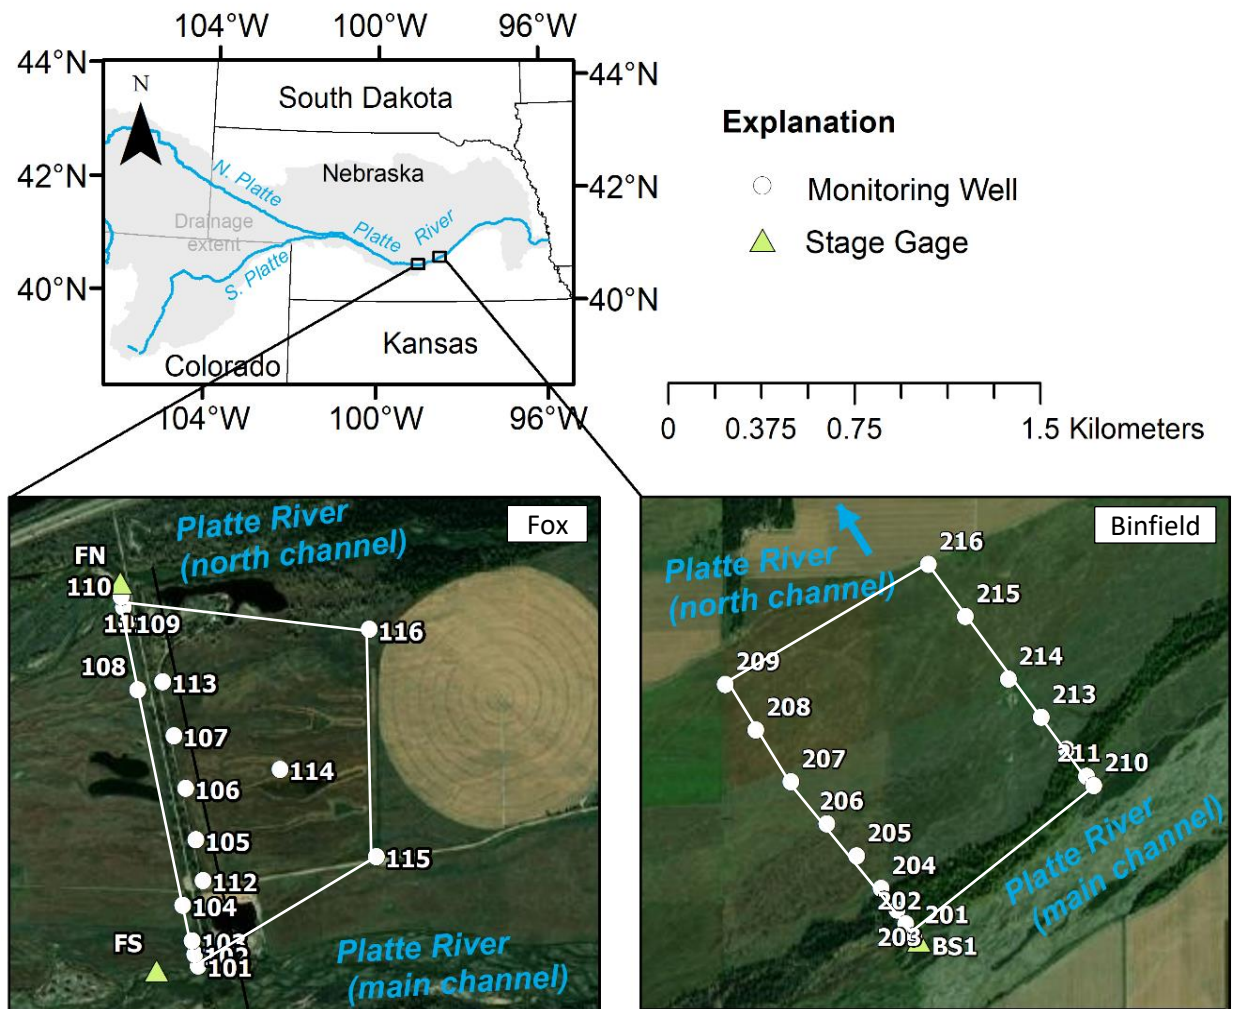 104°W 100°W 96°W
44°N
44°N
N
South Dakota
42°N
42°N
N. Platte
Nebraska
Drainage
extent
Platte
River
S. Platte
40°N
40°N
Colorado
Kansas
104°W 100°W 96°W
Explanation
Monitoring Well
Stage Gage
0 0.375 0.75 1.5 Kilometers
Platte River
(north channel)
Fox
FN
110
109
116
108
113
107
114
106
105
115
112
104
103
102
FS
101
Platte River
(main channel)
Binfield
216
Platte River
(north channel)
215
214
209
213
208
211
210
207
206
205
204
202
201
203
BS1
Platte River
(main channel)